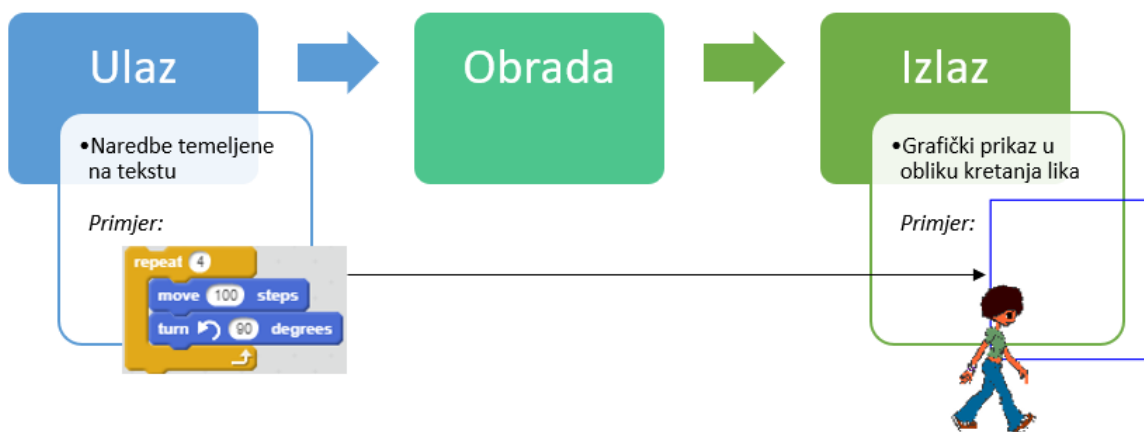 Ulaz
Obrada
Izlaz
•Naredbe temeljene
na tekstu
Primjer:
repeat 4
move 100 steps
turn 90 degrees
•Grafički prikaz u
obliku kretanja lika
Primjer: